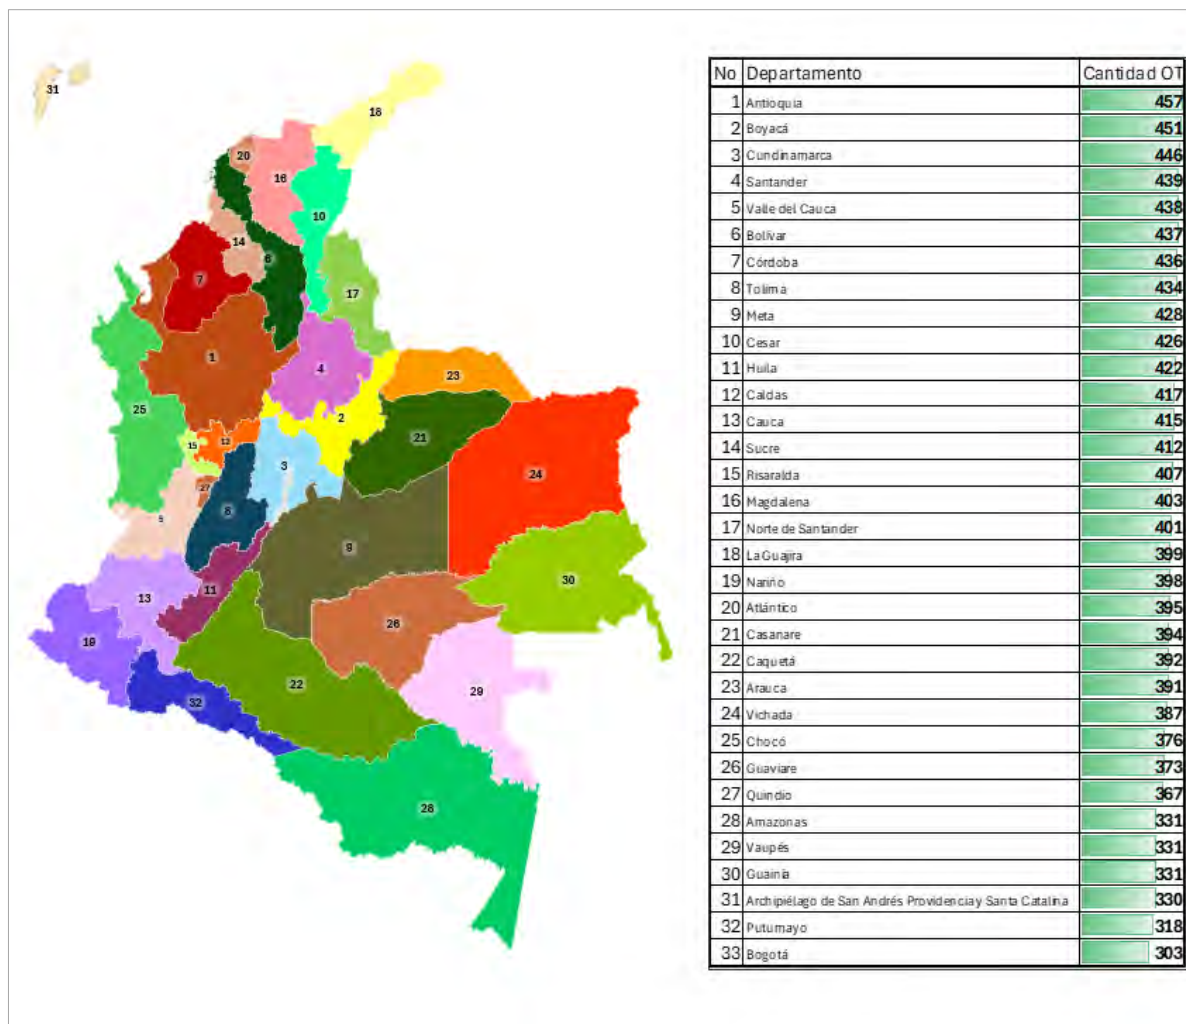 31
18
20
16
10
14
6
7
17
1
4
23
25
2
21
15
12
3
24
27
8
5
9
30
11
13
26
19
22
29
32
28
No Departamento Cantidad OT
1 Antioquia 457
2 Boyacá 451
3 Cundinamarca 446
4 Santander 439
5 Valle del Cauca 438
6 Bolívar 437
7 Córdoba 436
8 Tolima 434
9 Meta 428
10 Cesar 426
11 Huila 422
12 Caldas 417
13 Cauca 415
14 Sucre 412
15 Risaralda 407
16 Magdalena 403
17 Norte de Santander 401
18 La Guajira 399
19 Nariño 398
20 Atlántico 395
21 Casanare 394
22 Caquetá 392
23 Arauca 391
24 Vichada 387
25 Chocó 376
26 Guaviare 373
27 Quindio 367
28 Amazonas 331
29 Vaupés 331
30 Guainía 331
31 Archipiélago de San Andrés Providencia y Santa Catalina 330
32 Putumayo 318
33 Bogotá 303